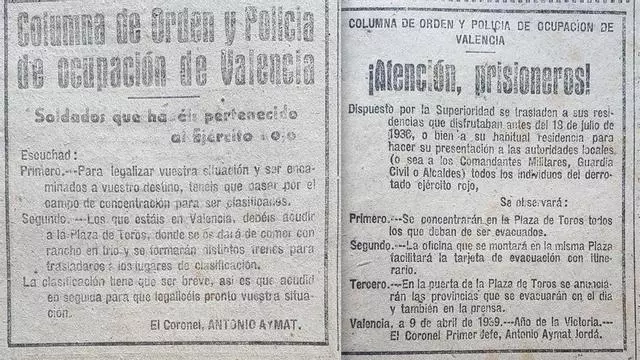 Columna de Orden y Policia
de ocupación de Valencia
Soldados que habéis pertenecido
al Ejército rojo
Escuchad:
Primero.---Para legalizar vuestra situación y ser enca-
minados a vuestro destino, tenéis que pasar por el
campo de concentración para ser clasificados.
Segundo.---Los que estáis en Valencia, debéis acudir
a la Plaza de Toros, donde se os dará de comer con
rancho en frío y se formarán distintos trenes para
trasladaros a los lugares de clasificación.
La clasificación tiene que ser breve, así es que acudid
en seguida para que legalicéis pronto vuestra situa-
ción.
El Coronel, ANTONIO AYMAT.
COLUMNA DE ORDEN Y POLICIA DE OCUPACION DE
VALENCIA
¡Atención, prisioneros!
Dispuesto por la Superioridad se trasladen a sus resi-
dencias que disfrutaban antes del 18 de julio de
1936, o bien a su habitual residencia para
hacer su presentación a las autoridades locales
(o sea a los Comandantes Militares, Guardia
Civil o Alcaldes) todos los individuos del derro-
tado ejército rojo,
Se observará:
Primero.---Se concentrarán en la Plaza de Toros todos
los que deban de ser evacuados.
Segundo.---La oficina que se montará en la misma Plaza
facilitará la tarjeta de evacuación con itine-
rario.
Tercero.---En la puerta de la Plaza de Toros se anuncia-
rán las provincias que se evacuarán en el día
y también en la prensa.
Valencia, a 9 de abril de 1939.---Año de la Victoria.---
El Coronel Primer Jefe, Antonio Aymat Jordá.